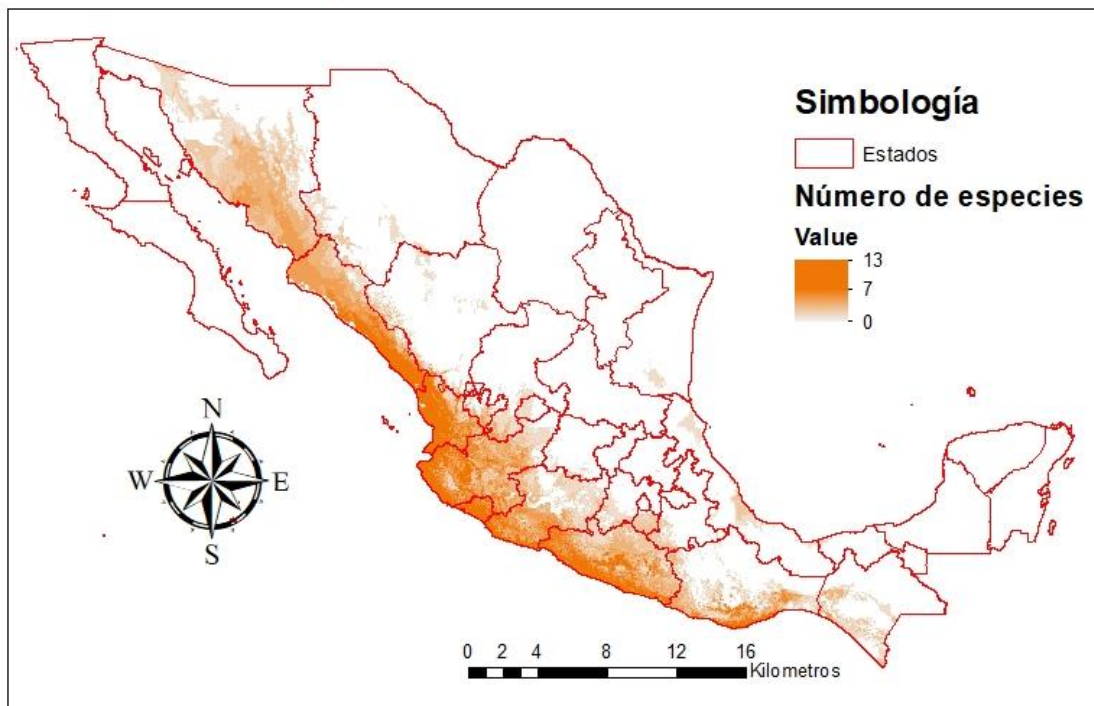 Simbología
Estados
Número de especies
Value
13
7
0
N
W E
S
0 2 4 8 12 16
Kilometros